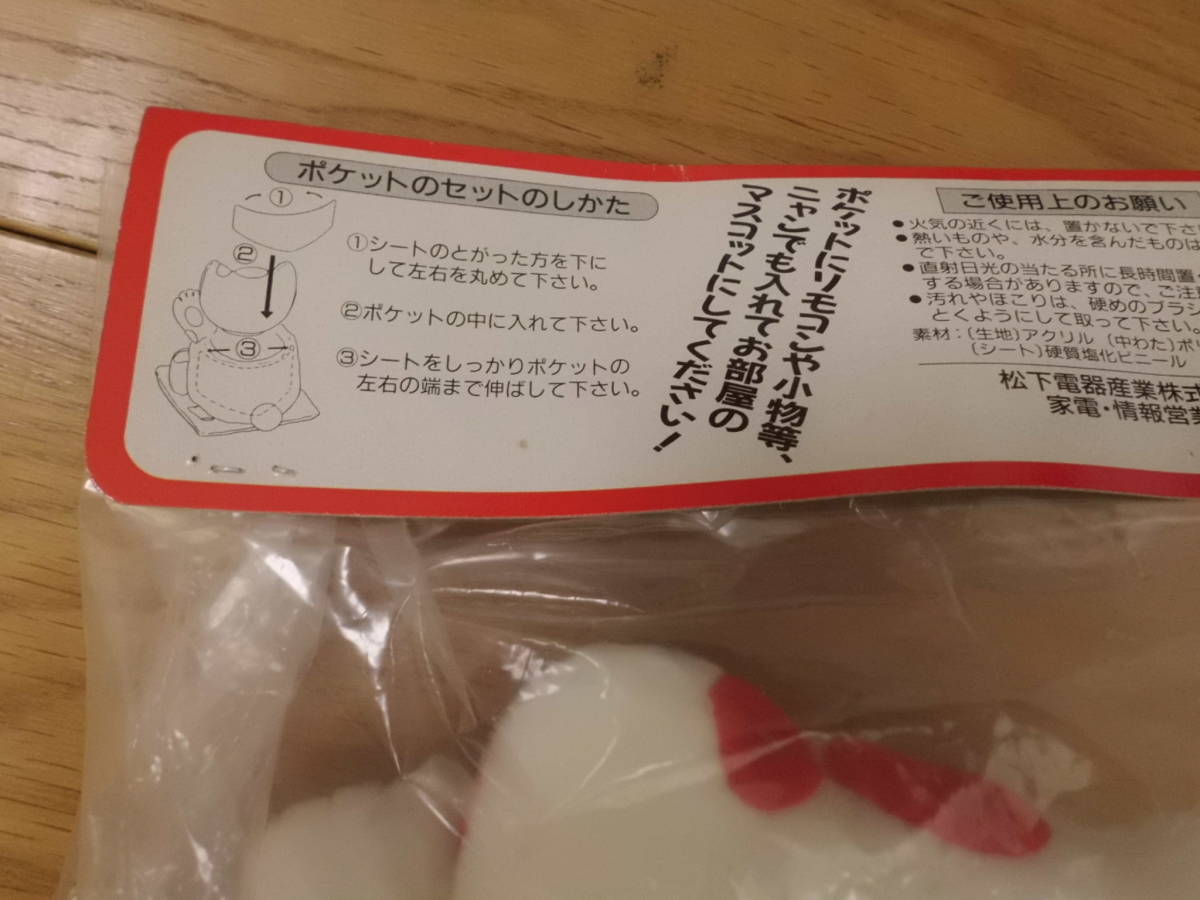 ポケットのセットのしかた
①
②
③
①シートのとがった方を下に
して左右を丸めて下さい。
②ポケットの中に入れて下さい。
③シートをしっかりポケットの
左右の端まで伸ばして下さい。
ポケットにリモコンや小物等、
ニャンでも入れてお部屋の
マスコットにしてください！
ご使用上のお願い
●火気の近くには、置かないで下さい
●熱いものや、水分を含んだものは
で下さい。
●直射日光の当たる所に長時間置
する場合がありますので、ご注意
●汚れやほこりは、硬めのブラシ
とくようにして取って下さい。
素材：(生地)アクリル (中わた)ポリ
(シート)硬質塩化ビニール
松下電器産業株式
家電・情報営業